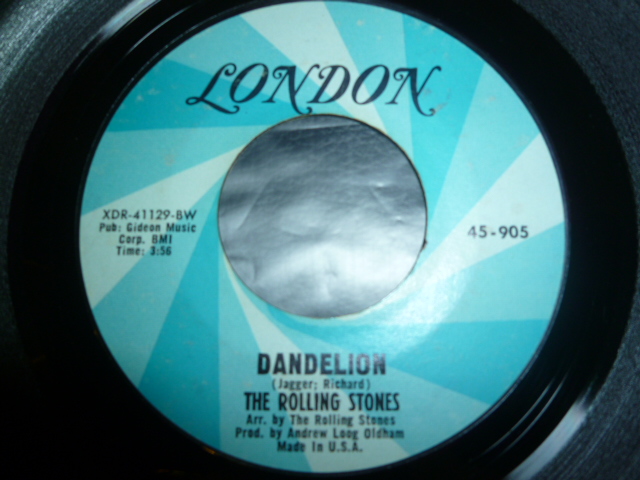 LONDON
XDR-41129-BW
Pub: Gideon Music
Corp. BMI
Time: 3:56
45-905
DANDELION
(Jagger; Richard)
THE ROLLING STONES
Arr. by The Rolling Stones
Prod. by Andrew Loog Oldham
Made in U.S.A.